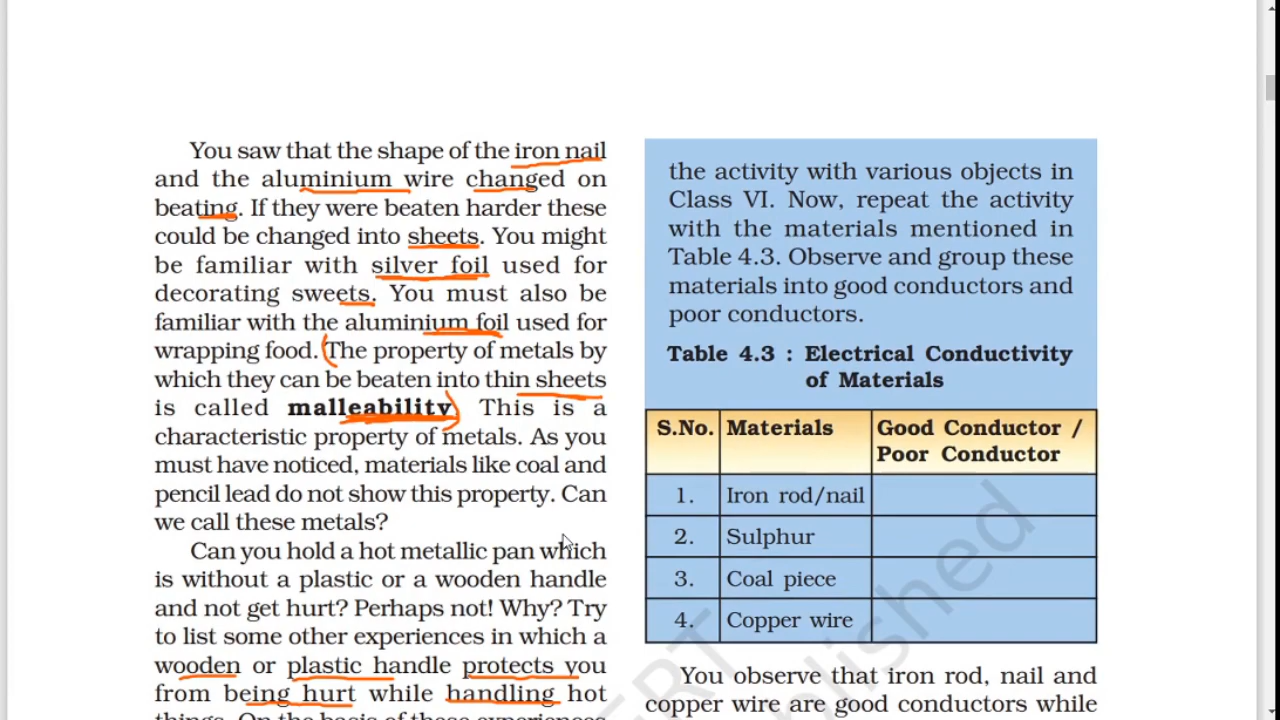 You saw that the shape of the iron nail
and the aluminium wire changed on
beating. If they were beaten harder these
could be changed into sheets. You might
be familiar with silver foil used for
decorating sweets. You must also be
familiar with the aluminium foil used for
wrapping food. The property of metals by
which they can be beaten into thin sheets
is called malleability. This is a
characteristic property of metals. As you
must have noticed, materials like coal and
pencil lead do not show this property. Can
we call these metals?
Can you hold a hot metallic pan which
is without a plastic or a wooden handle
and not get hurt? Perhaps not! Why? Try
to list some other experiences in which a
wooden or plastic handle protects you
from being hurt while handling hot
things. On the basis of these experiences
the activity with various objects in
Class VI. Now, repeat the activity
with the materials mentioned in
Table 4.3. Observe and group these
materials into good conductors and
poor conductors.
Table 4.3 : Electrical Conductivity
of Materials
S.No. Materials Good Conductor /
Poor Conductor
1. Iron rod/nail
2. Sulphur
3. Coal piece
4. Copper wire
You observe that iron rod, nail and
copper wire are good conductors while